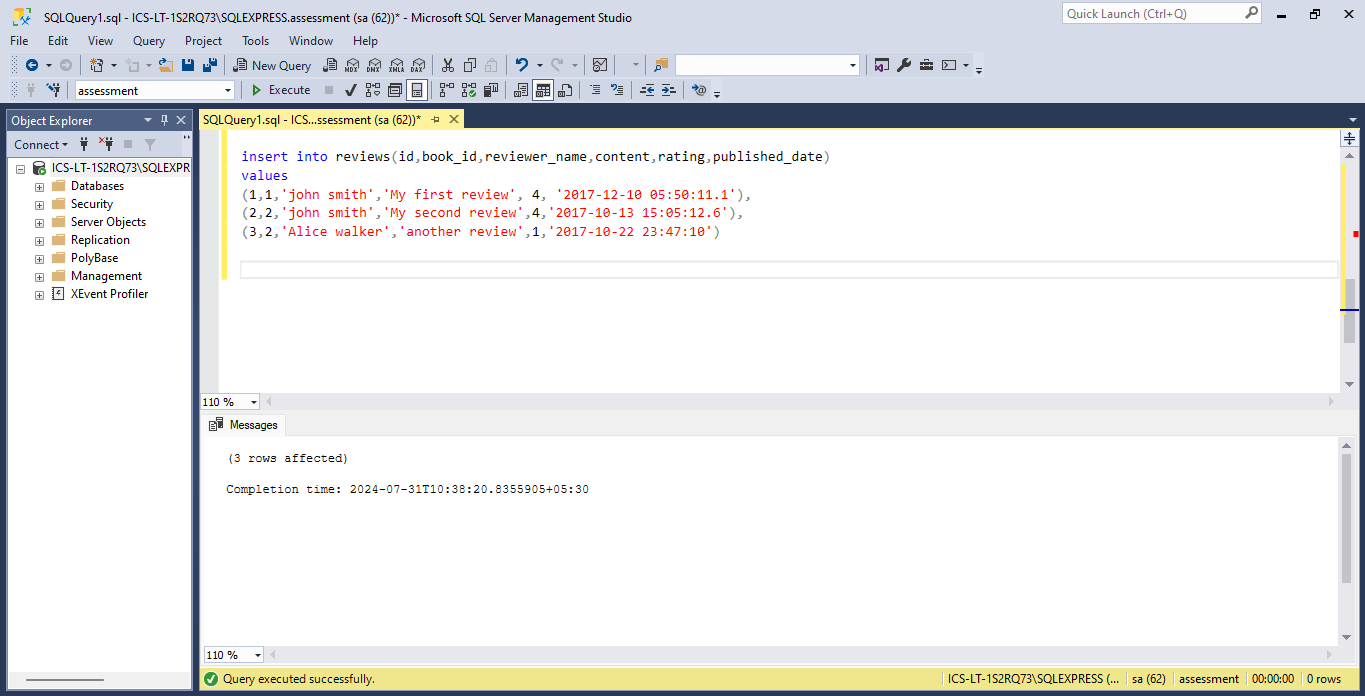 SQLQuery1.sql - ICS-LT-1S2RQ73\SQLEXPRESS.assessment (sa (62))* - Microsoft SQL Server Management Studio
Quick Launch (Ctrl+Q)
File Edit View Query Project Tools Window Help
New Query MDX DMX XMLA DAX
assessment Execute
Object Explorer
SQLQuery1.sql - ICS...ssessment (sa (62))*
Connect
ICS-LT-1S2RQ73\SQLEXPR
Databases
Security
Server Objects
Replication
PolyBase
Management
XEvent Profiler
insert into reviews(id,book_id,reviewer_name,content,rating,published_date)
values
(1,1,'john smith','My first review', 4, '2017-12-10 05:50:11.1'),
(2,2,'john smith','My second review',4,'2017-10-13 15:05:12.6'),
(3,2,'Alice walker','another review',1,'2017-10-22 23:47:10')
110 %
Messages
(3 rows affected)
Completion time: 2024-07-31T10:38:20.8355905+05:30
110 %
Query executed successfully.
ICS-LT-1S2RQ73\SQLEXPRESS (... sa (62) assessment 00:00:00 0 rows